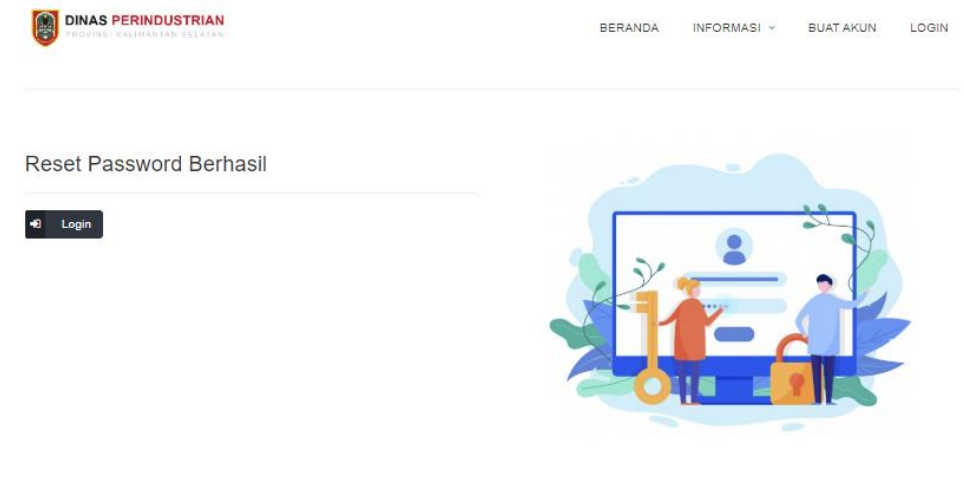 DINAS PERINDUSTRIAN
PROVINSI KALIMANTAN SELATAN
BERANDA INFORMASI BUAT AKUN LOGIN
Reset Password Berhasil
Login